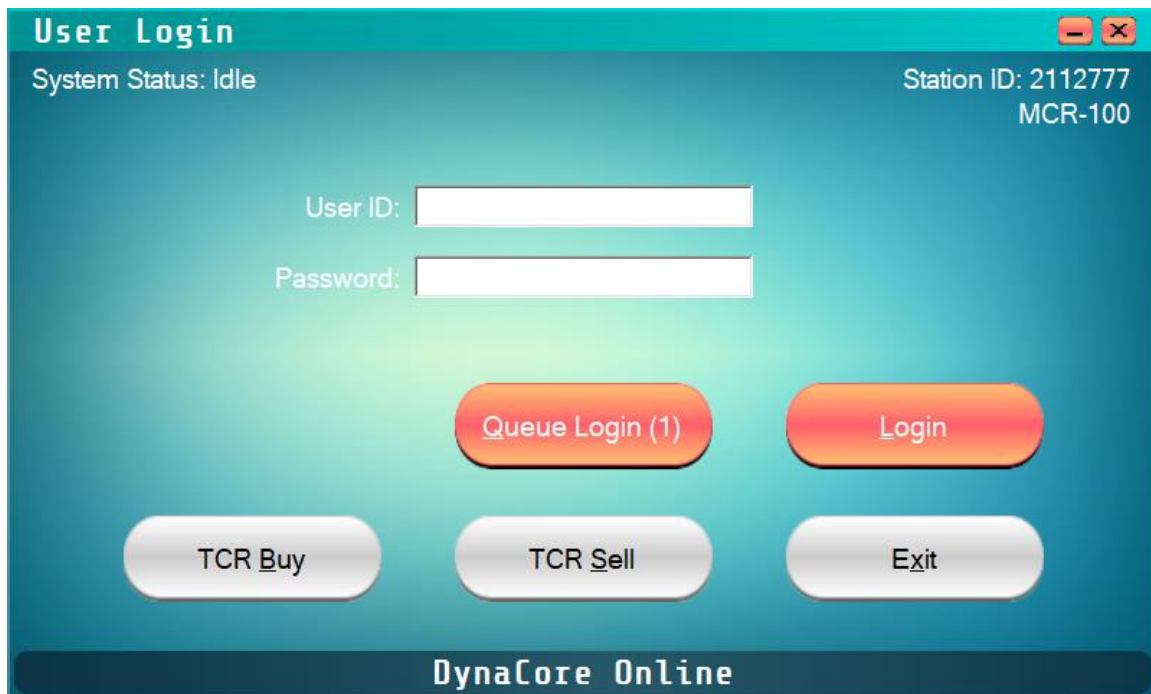 User Login
System Status: Idle
Station ID: 2112777
MCR-100
User ID:
Password:
Queue Login (1)
Login
TCR Buy
TCR Sell
Exit
DynaCore Online